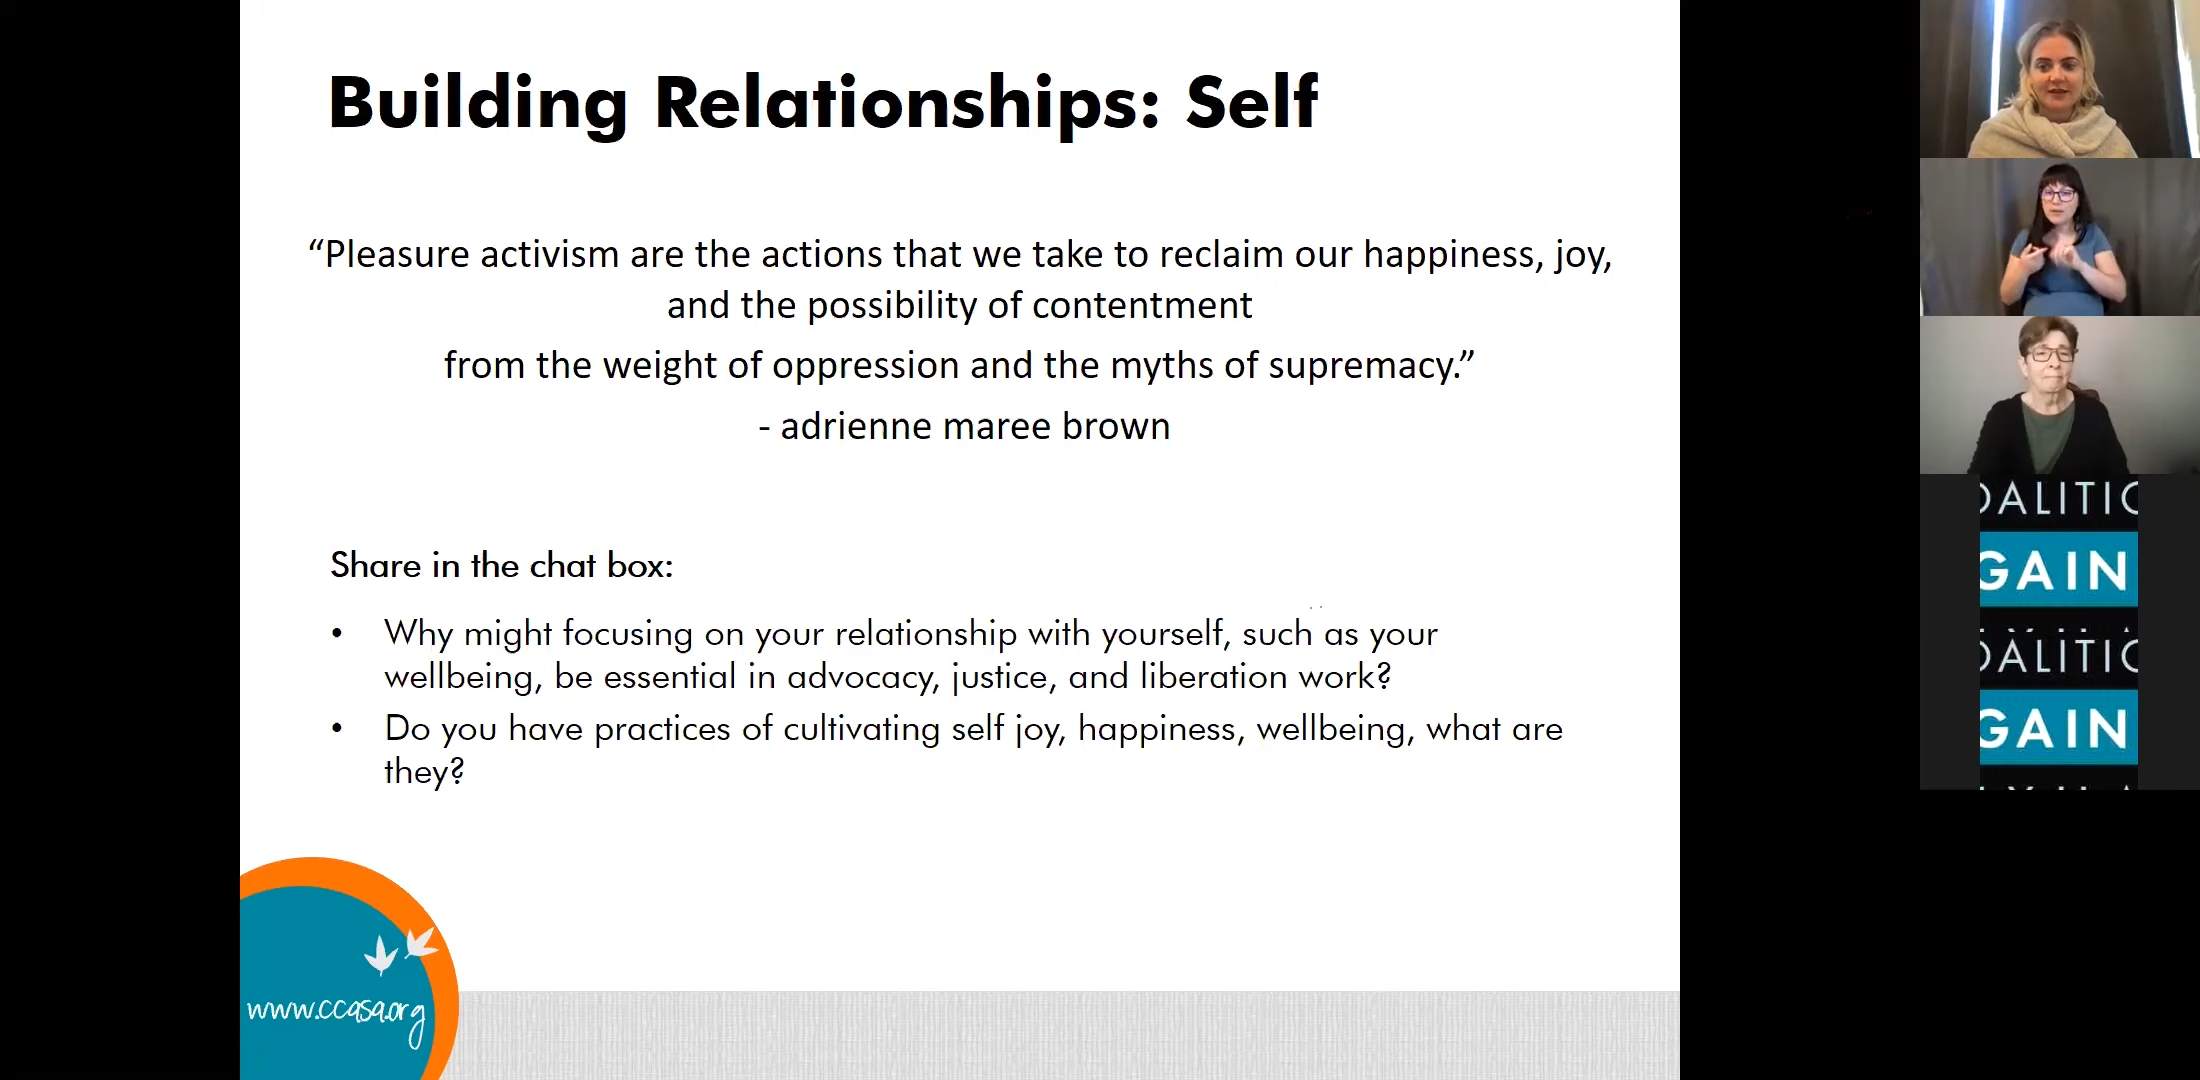 Building Relationships: Self
“Pleasure activism are the actions that we take to reclaim our happiness, joy,
and the possibility of contentment
from the weight of oppression and the myths of supremacy.”
- adrienne maree brown
Share in the chat box:
• Why might focusing on your relationship with yourself, such as your
wellbeing, be essential in advocacy, justice, and liberation work?
• Do you have practices of cultivating self joy, happiness, wellbeing, what are
they?
www.ccasa.org
OALITIO
GAIN
OALITIO
GAIN